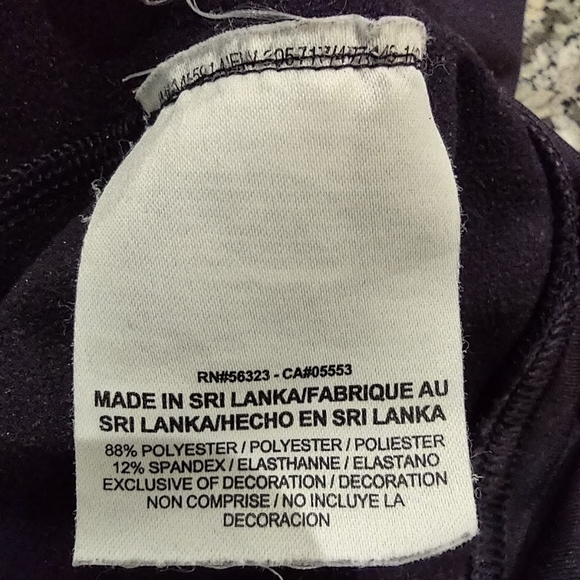 RN#56323 - CA#05553
MADE IN SRI LANKA/FABRIQUE AU
SRI LANKA/HECHO EN SRI LANKA
88% POLYESTER / POLYESTER / POLIESTER
12% SPANDEX / ELASTHANNE / ELASTANO
EXCLUSIVE OF DECORATION / DECORATION
NON COMPRISE / NO INCLUYE LA
DECORACION